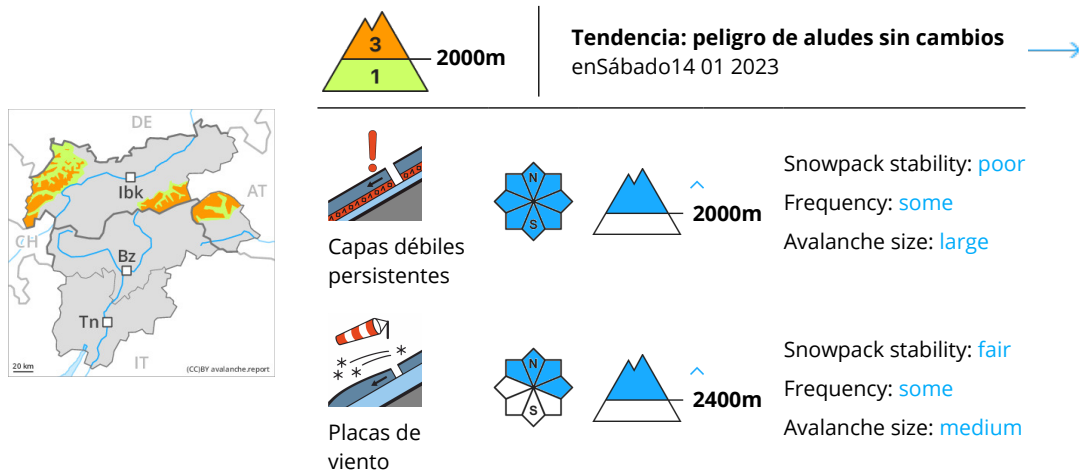 3
1
2000m
Tendencia: peligro de aludes sin cambios
enSábado14 01 2023
DE
Ibk
AT
CH
Bz
Tn
IT
20 km
(CC)BY avalanche.report
Capas débiles
persistentes
N
S
2000m
Snowpack stability: poor
Frequency: some
Avalanche size: large
Placas de
viento
N
S
2400m
Snowpack stability: fair
Frequency: some
Avalanche size: medium